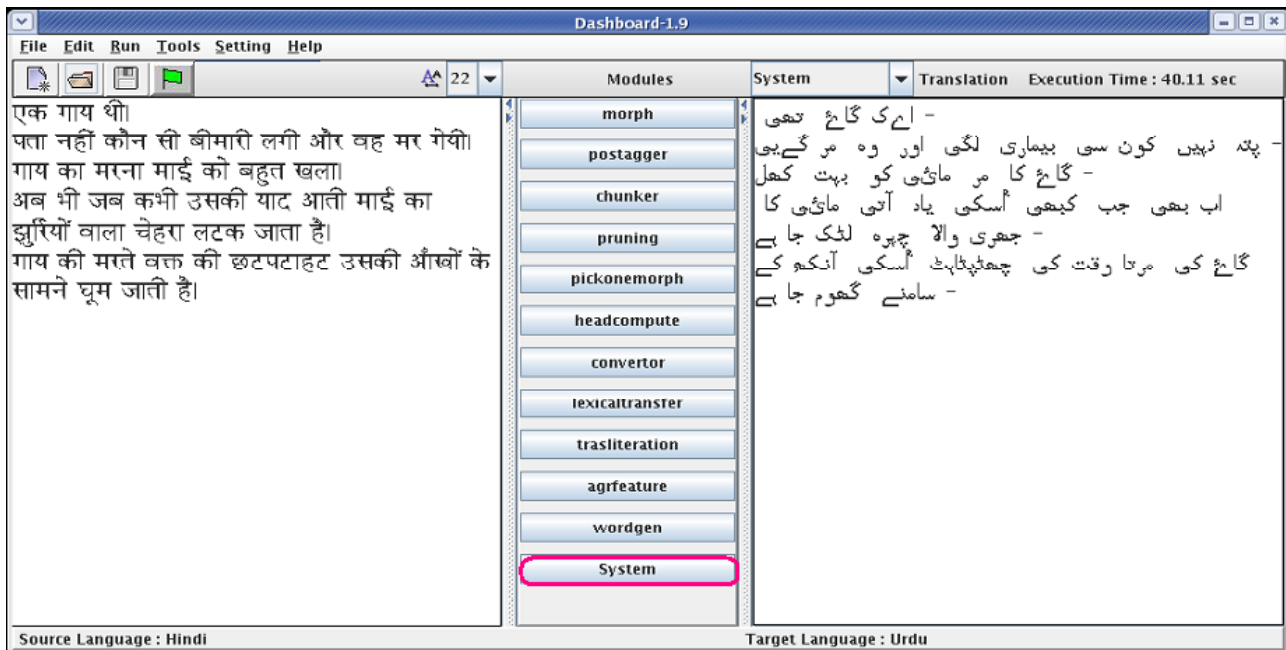 Dashboard-1.9
File Edit Run Tools Setting Help
22 Modules System Translation Execution Time : 40.11 sec
एक गाय थी।
पता नहीं कौन सी बीमारी लगी और वह मर गेयी।
गाय का मरना माई को बहुत खला।
अब भी जब कभी उसकी याट आती माई का
झुर्रियों वाला चेहरा लटक जाता है।
गाय की मरते वक्त की छटपटाहट उसकी आँखों के
सामने घूम जाती है।
morph
postagger
chunker
pruning
pickonemorph
headcompute
convertor
lexicaltransfer
trasliteration
agrfeature
wordgen
System
اےک گائ تھی -
پتہ نہیں کون سی بیماری لگی اور وہ مر گےیی -
گائ کا مر مائی کو بہت کھل -
اب بھی جب کبھی اُسکی یاد آتی مائی کا
جھری والا چہرہ لٹک جا ہے -
گائ کی مرتا وقت کی چھٹپٹاہٹ اُسکی آنکھ کے
سامنے گھوم جا ہے -
Source Language : Hindi
Target Language : Urdu